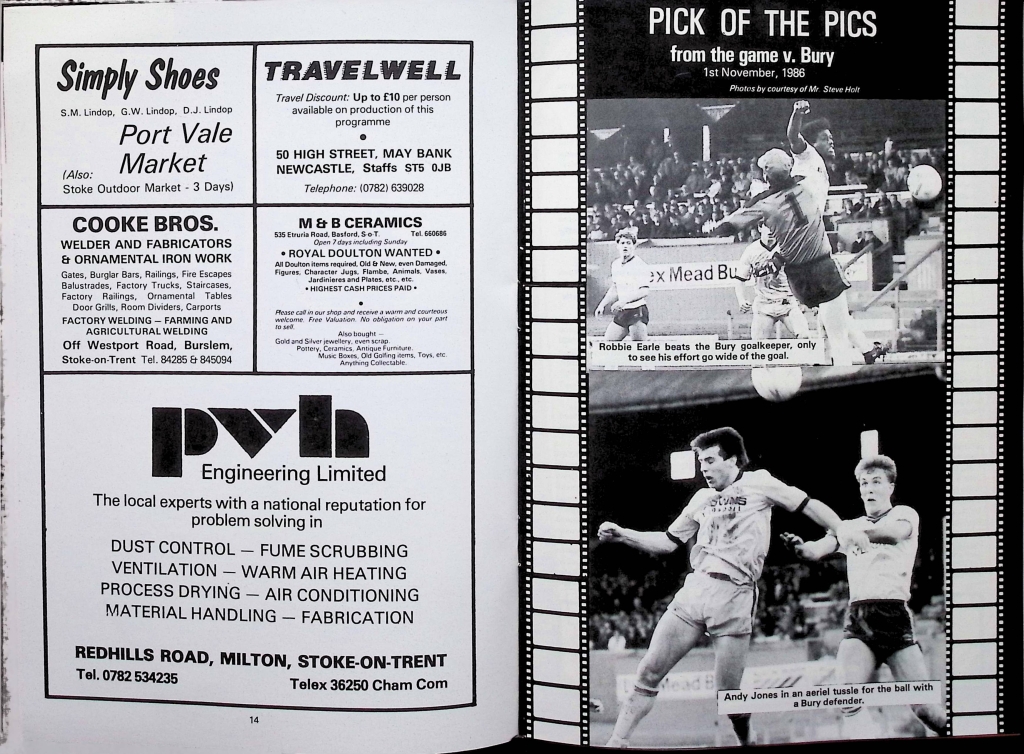 Simply Shoes
S.M. Lindop, G.W. Lindop, D.J. Lindop
Port Vale
Market
(Also:
Stoke Outdoor Market - 3 Days)
TRAVELWELL
Travel Discount: Up to £10 per person
available on production of this
programme
•
50 HIGH STREET, MAY BANK
NEWCASTLE, Staffs ST5 0JB
Telephone: (0782) 639028
COOKE BROS.
WELDER AND FABRICATORS
& ORNAMENTAL IRON WORK
Gates, Burglar Bars, Railings, Fire Escapes
Balustrades, Factory Trucks, Staircases,
Factory Railings, Ornamental Tables
Door Grills, Room Dividers, Carports
FACTORY WELDING — FARMING AND
AGRICULTURAL WELDING
Off Westport Road, Burslem,
Stoke-on-Trent Tel. 84285 & 845094
M & B CERAMICS
535 Etruria Road, Basford, S-o-T. Tel. 660686
Open 7 days including Sunday
• ROYAL DOULTON WANTED •
All Doulton items required, Old & New, even Damaged,
Figures, Character Jugs, Flambe, Animals, Vases,
Jardinieres and Plates, etc., etc.
• HIGHEST CASH PRICES PAID •
•
Please call in our shop and receive a warm and courteous
welcome. Free Valuation. No obligation on your part
to sell.
Also bought —
Gold and Silver jewellery, even scrap.
Pottery, Ceramics, Antique Furniture.
Music Boxes, Old Golfing items, Toys, etc.
Anything Collectable.
pvh
Engineering Limited
The local experts with a national reputation for
problem solving in
DUST CONTROL — FUME SCRUBBING
VENTILATION — WARM AIR HEATING
PROCESS DRYING — AIR CONDITIONING
MATERIAL HANDLING — FABRICATION
REDHILLS ROAD, MILTON, STOKE-ON-TRENT
Tel. 0782 534235 Telex 36250 Cham Com
14
PICK OF THE PICS
from the game v. Bury
1st November, 1986
Photos by courtesy of Mr Steve Holt
1
ex Mead Bu
Robbie Earle beats the Bury goalkeeper, only
to see his effort go wide of the goal.
Mead B
Andy Jones in an aeriel tussle for the ball with
a Bury defender.